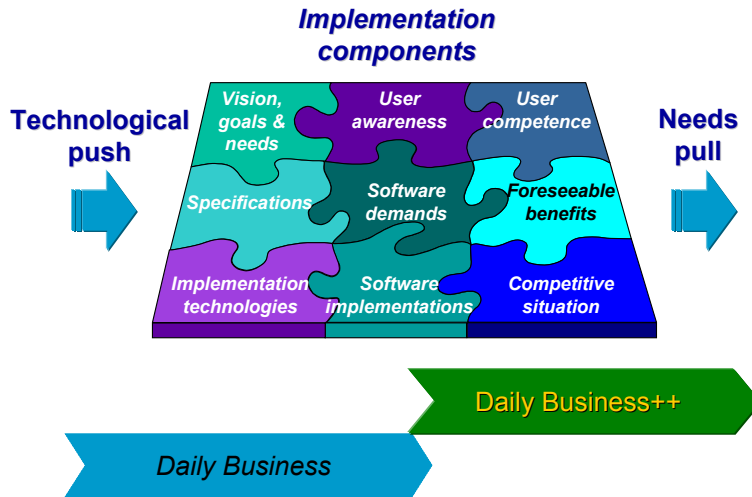 Implementation
components
Technological
push
Vision,
goals &
needs
User
awareness
User
competence
Needs
pull
Specifications
Software
demands
Foreseeable
benefits
Implementation
technologies
Software
implementations
Competitive
situation
Daily Business++
Daily Business